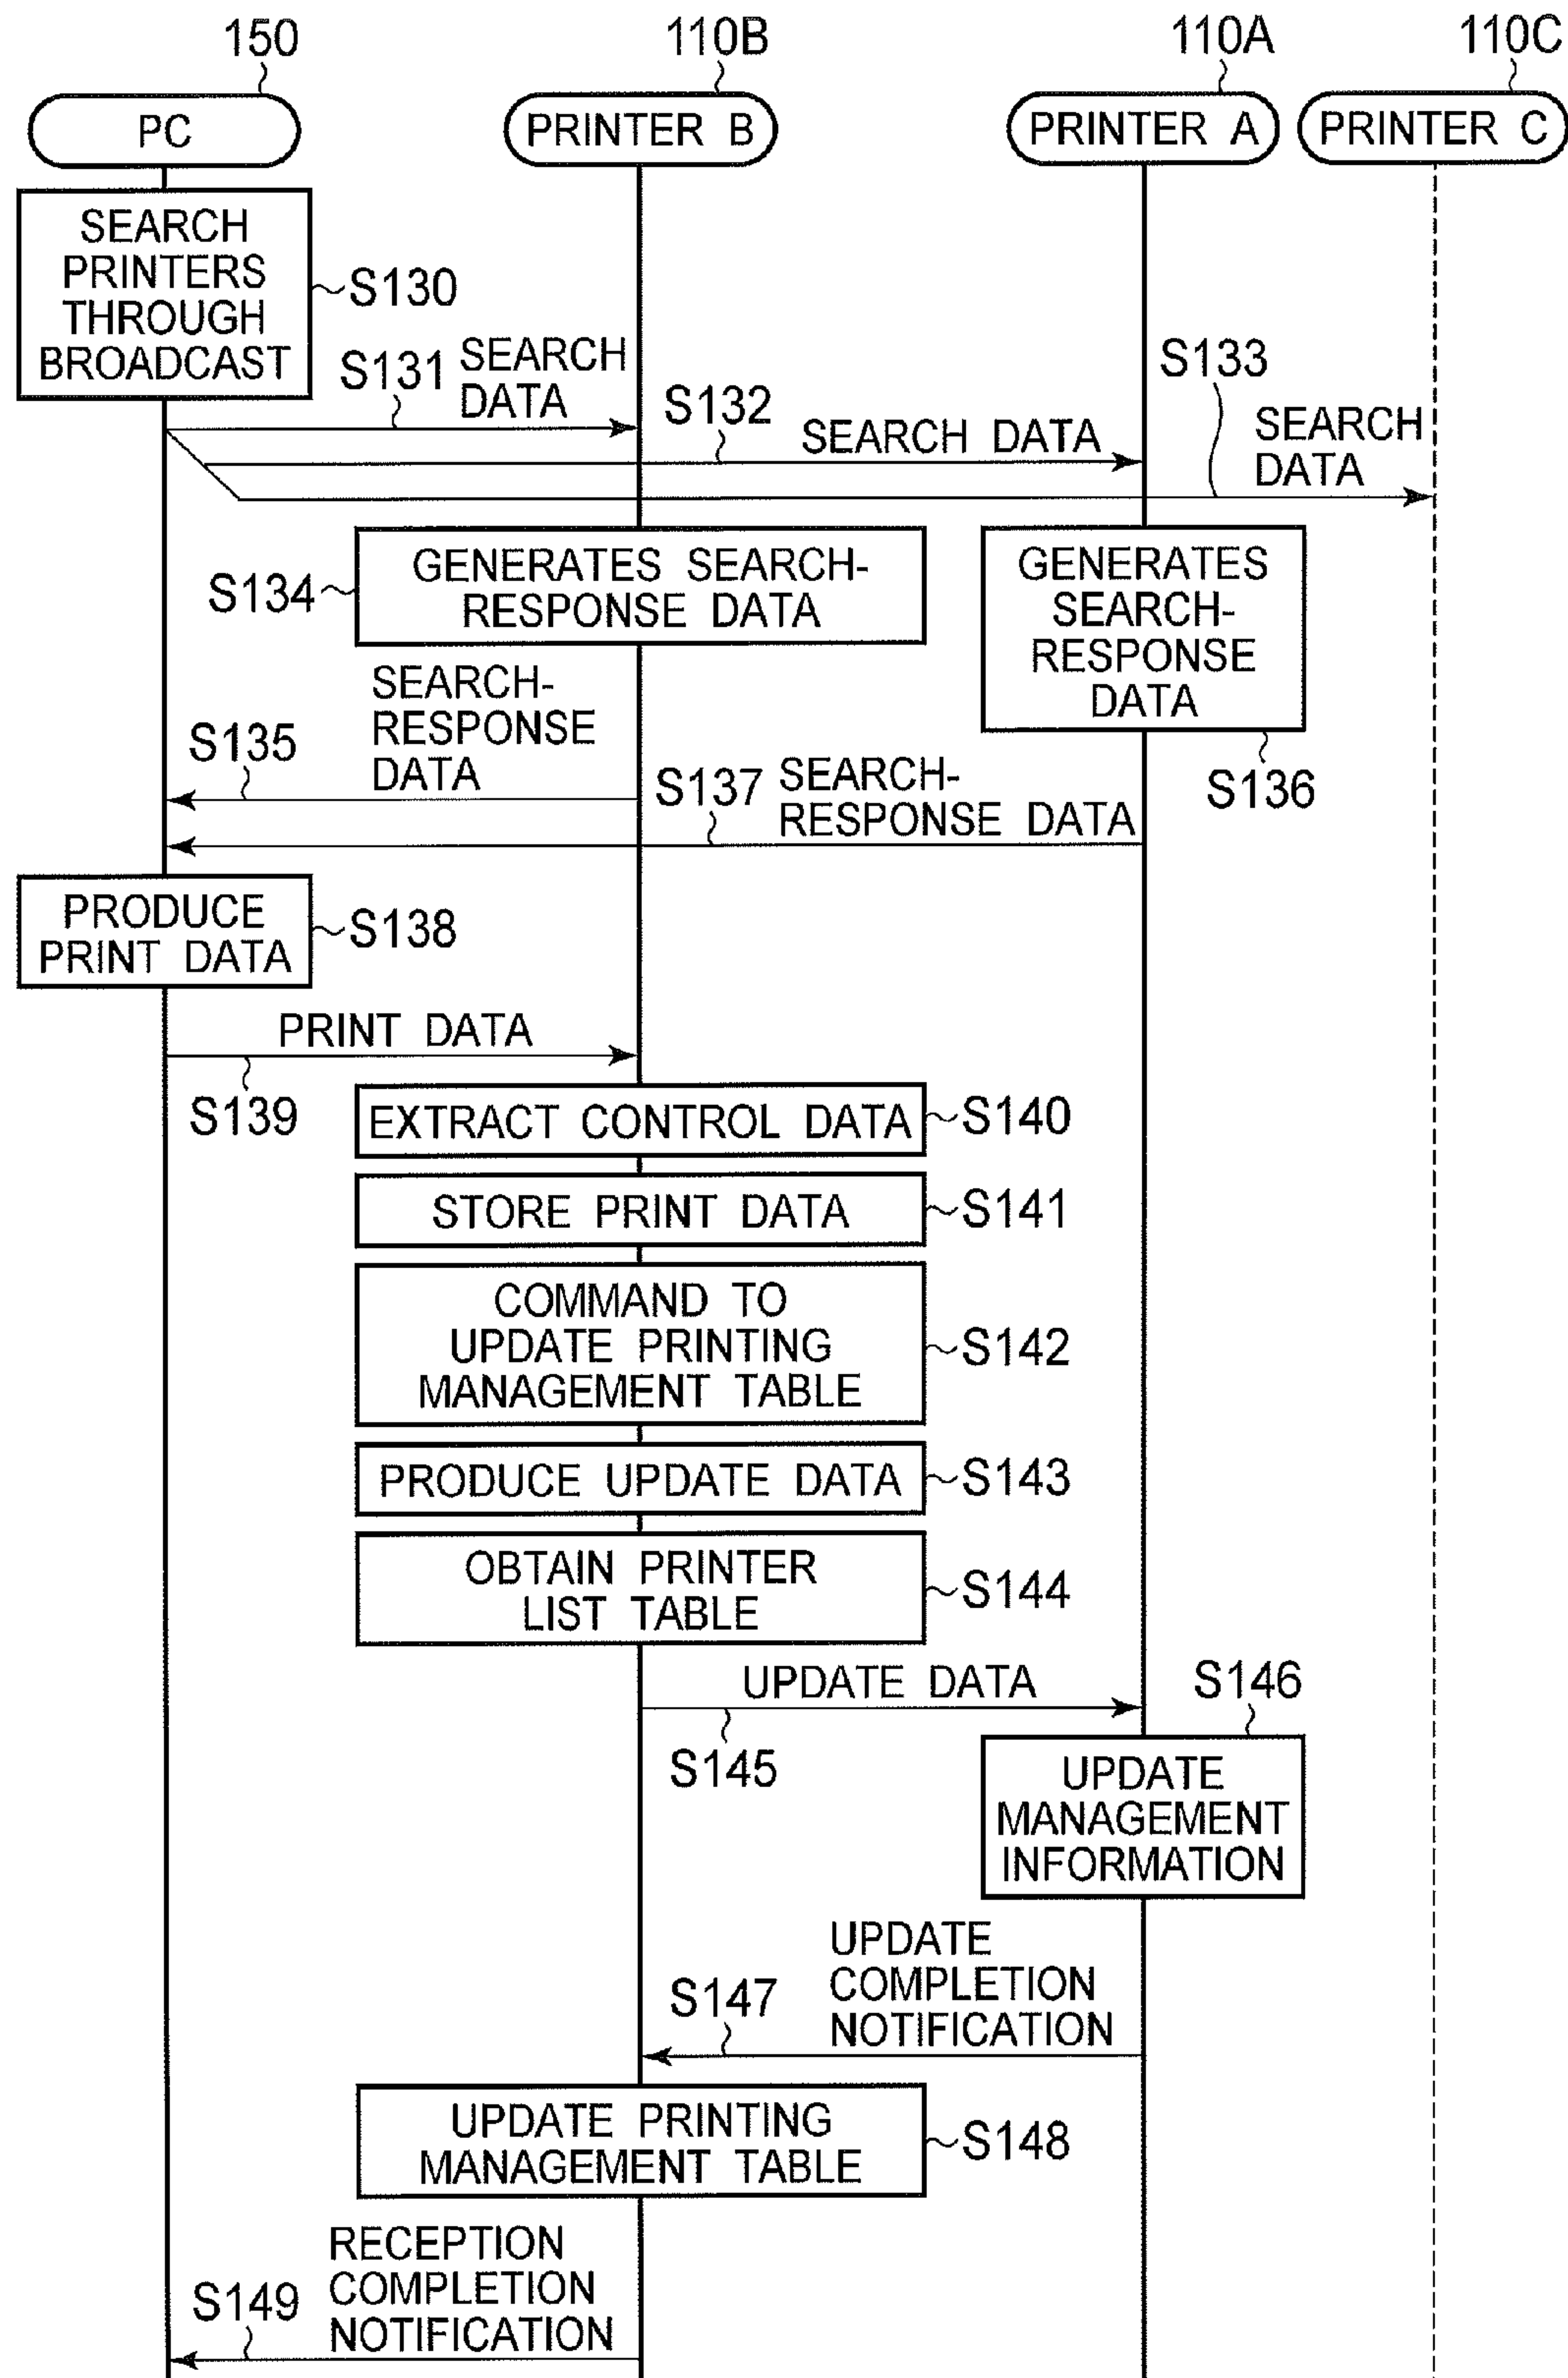 150
110B
110A
110C
PC
PRINTER B
PRINTER A
PRINTER C
SEARCH
PRINTERS
THROUGH
BROADCAST
S130
S131
SEARCH
DATA
S132
SEARCH DATA
S133
SEARCH
DATA
S134
GENERATES SEARCH-
RESPONSE DATA
GENERATES
SEARCH-
RESPONSE
DATA
S136
S135
SEARCH-
RESPONSE
DATA
S137
SEARCH-
RESPONSE DATA
PRODUCE
PRINT DATA
S138
PRINT DATA
S139
EXTRACT CONTROL DATA
S140
STORE PRINT DATA
S141
COMMAND TO
UPDATE PRINTING
MANAGEMENT TABLE
S142
PRODUCE UPDATE DATA
S143
OBTAIN PRINTER
LIST TABLE
S144
UPDATE DATA
S145
S146
UPDATE
MANAGEMENT
INFORMATION
S147
UPDATE
COMPLETION
NOTIFICATION
UPDATE PRINTING
MANAGEMENT TABLE
S148
S149
RECEPTION
COMPLETION
NOTIFICATION